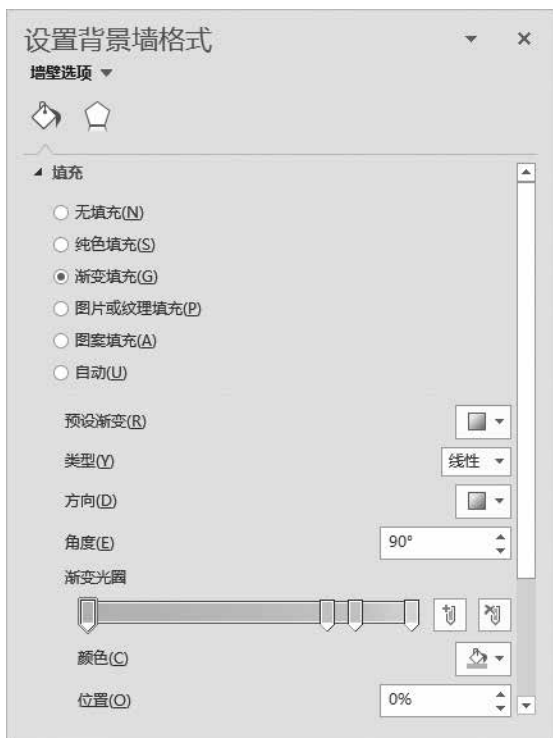 设置背景墙格式
墙壁选项
填充
无填充(N)
纯色填充(S)
渐变填充(G)
图片或纹理填充(P)
图案填充(A)
自动(U)
预设渐变(R)
类型(Y) 线性
方向(D)
角度(E) 90°
渐变光圈
颜色(C)
位置(O) 0%